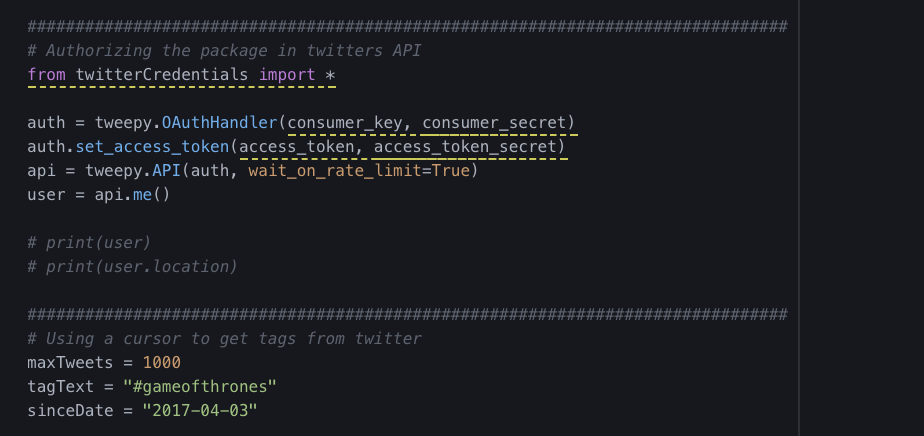 ###############################################################################
# Authorizing the package in twitters API
from twitterCredentials import *
auth = tweepy.OAuthHandler(consumer_key, consumer_secret)
auth.set_access_token(access_token, access_token_secret)
api = tweepy.API(auth, wait_on_rate_limit=True)
user = api.me()
# print(user)
# print(user.location)
###############################################################################
# Using a cursor to get tags from twitter
maxTweets = 1000
tagText = "#gameofthrones"
sinceDate = "2017-04-03"